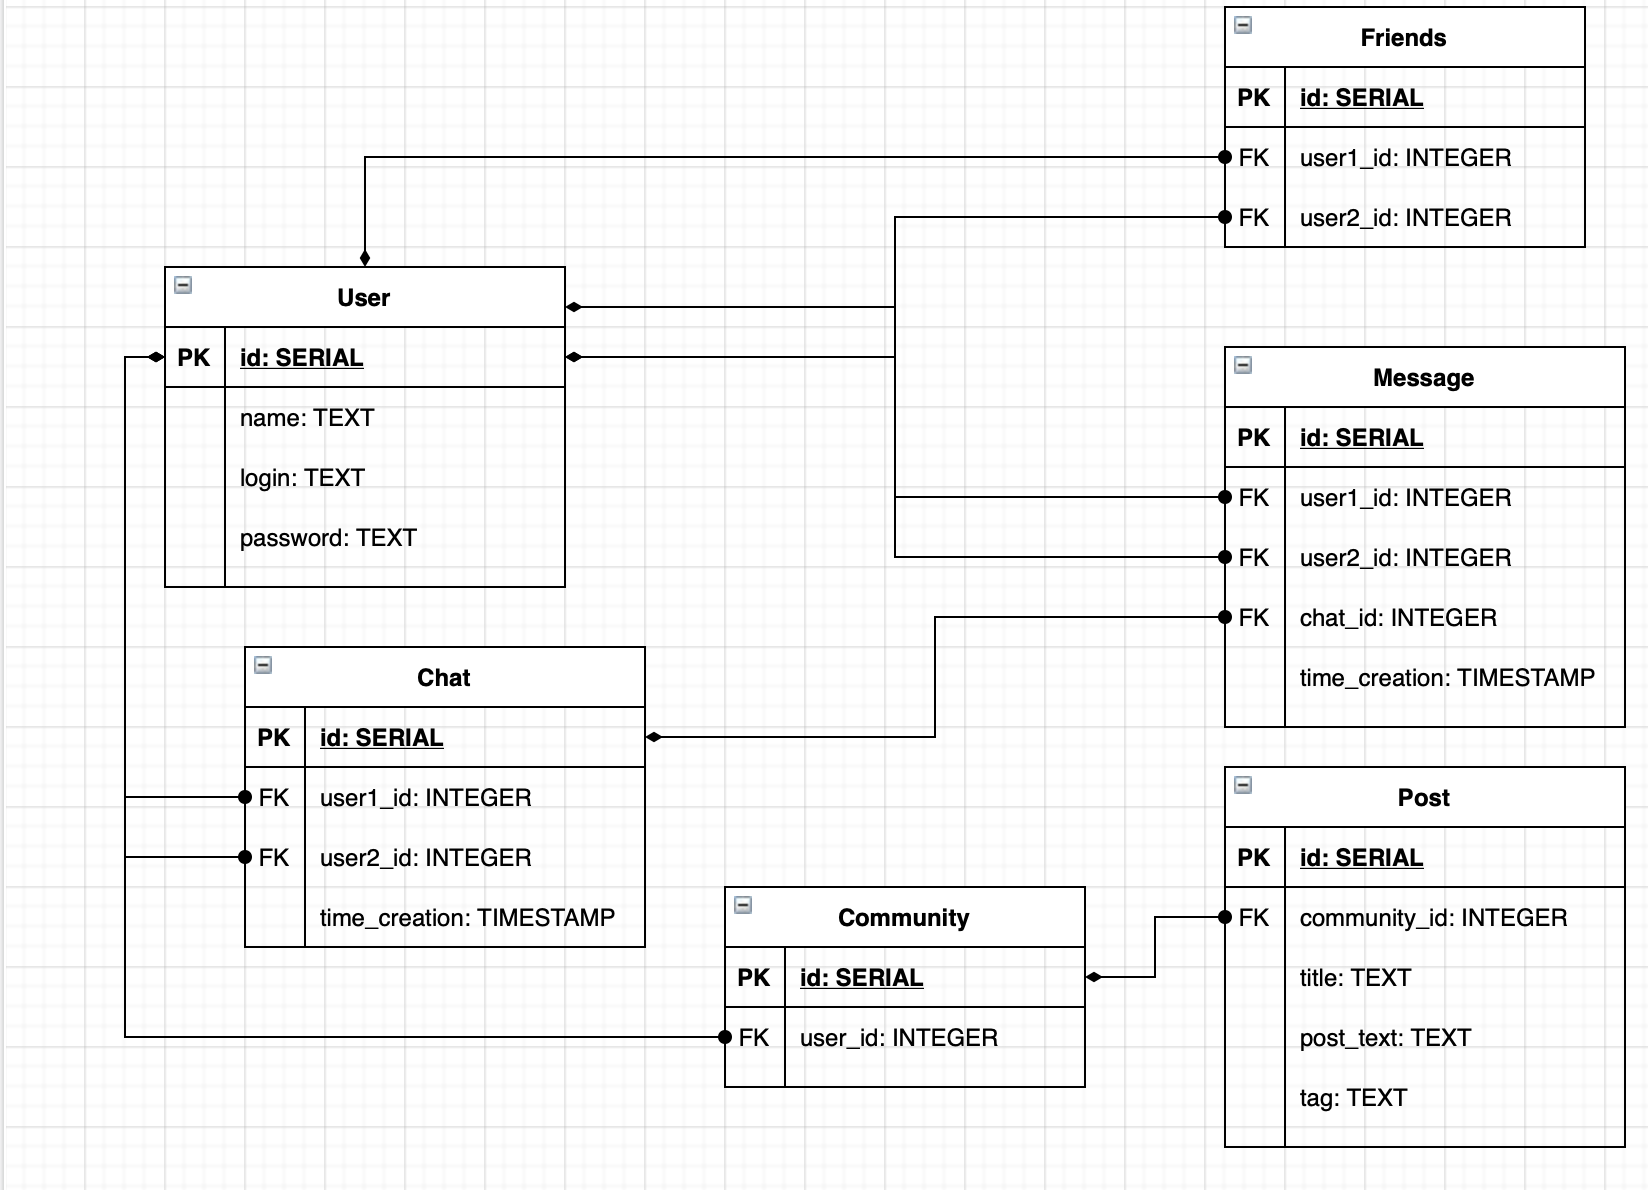 Friends
PK id: SERIAL
FK user1_id: INTEGER
FK user2_id: INTEGER
User
PK id: SERIAL
name: TEXT
login: TEXT
password: TEXT
Message
PK id: SERIAL
FK user1_id: INTEGER
FK user2_id: INTEGER
FK chat_id: INTEGER
time_creation: TIMESTAMP
Chat
PK id: SERIAL
FK user1_id: INTEGER
FK user2_id: INTEGER
time_creation: TIMESTAMP
Community
PK id: SERIAL
FK user_id: INTEGER
Post
PK id: SERIAL
FK community_id: INTEGER
title: TEXT
post_text: TEXT
tag: TEXT